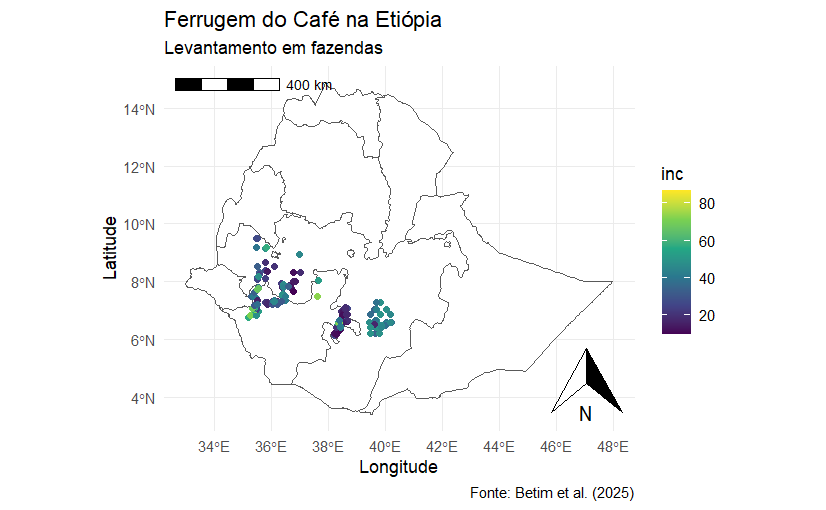 Ferrugem do Café na Etiópia
Levantamento em fazendas
400 km
14°N
12°N
10°N
8°N
6°N
4°N
Latitude
34°E 36°E 38°E 40°E 42°E 44°E 46°E 48°E
Longitude
N
inc
80
60
40
20
Fonte: Betim et al. (2025)